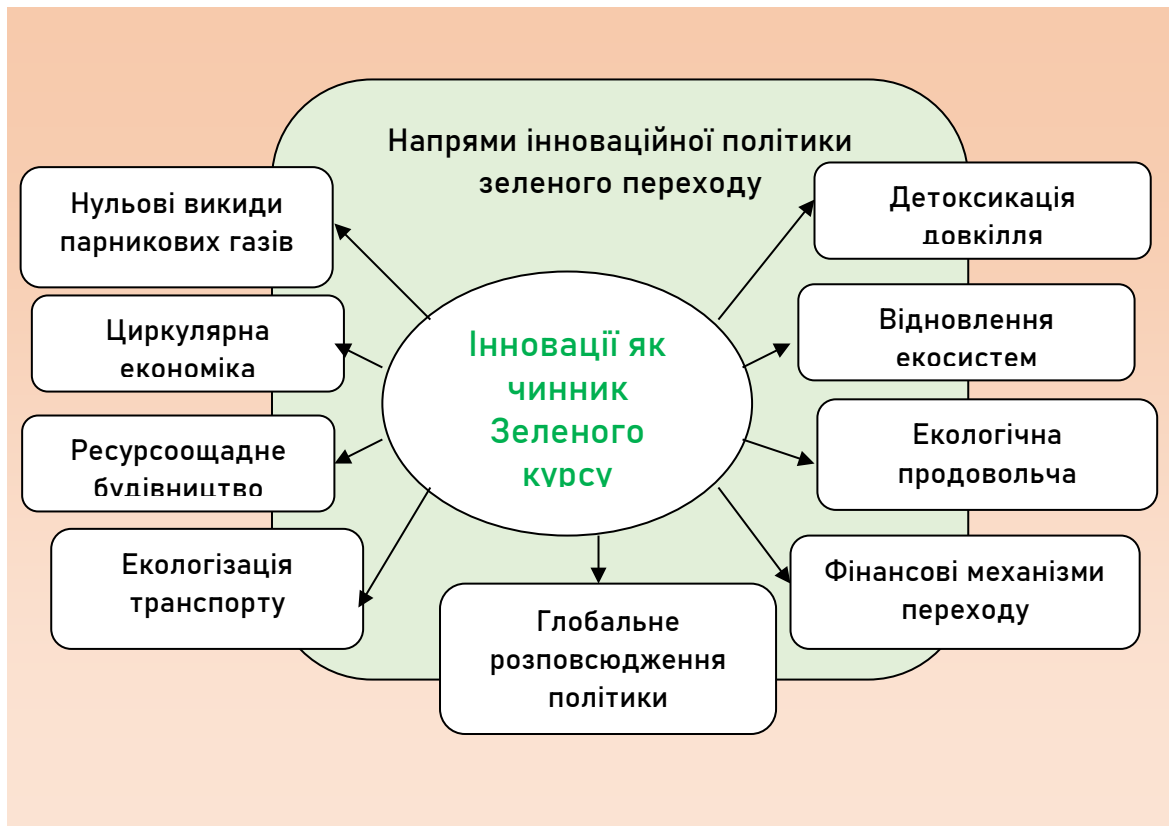 Напрями інноваційної політики
зеленого переходу
Нульові викиди
парникових газів
Циркулярна
економіка
Ресурсоощадне
будівництво
Екологізація
транспорту
Інновації як
чинник
Зеленого
курсу
Глобальне
розповсюдження
політики
Детоксикація
довкілля
Відновлення
екосистем
Екологічна
продовольча
Фінансові механізми
переходу